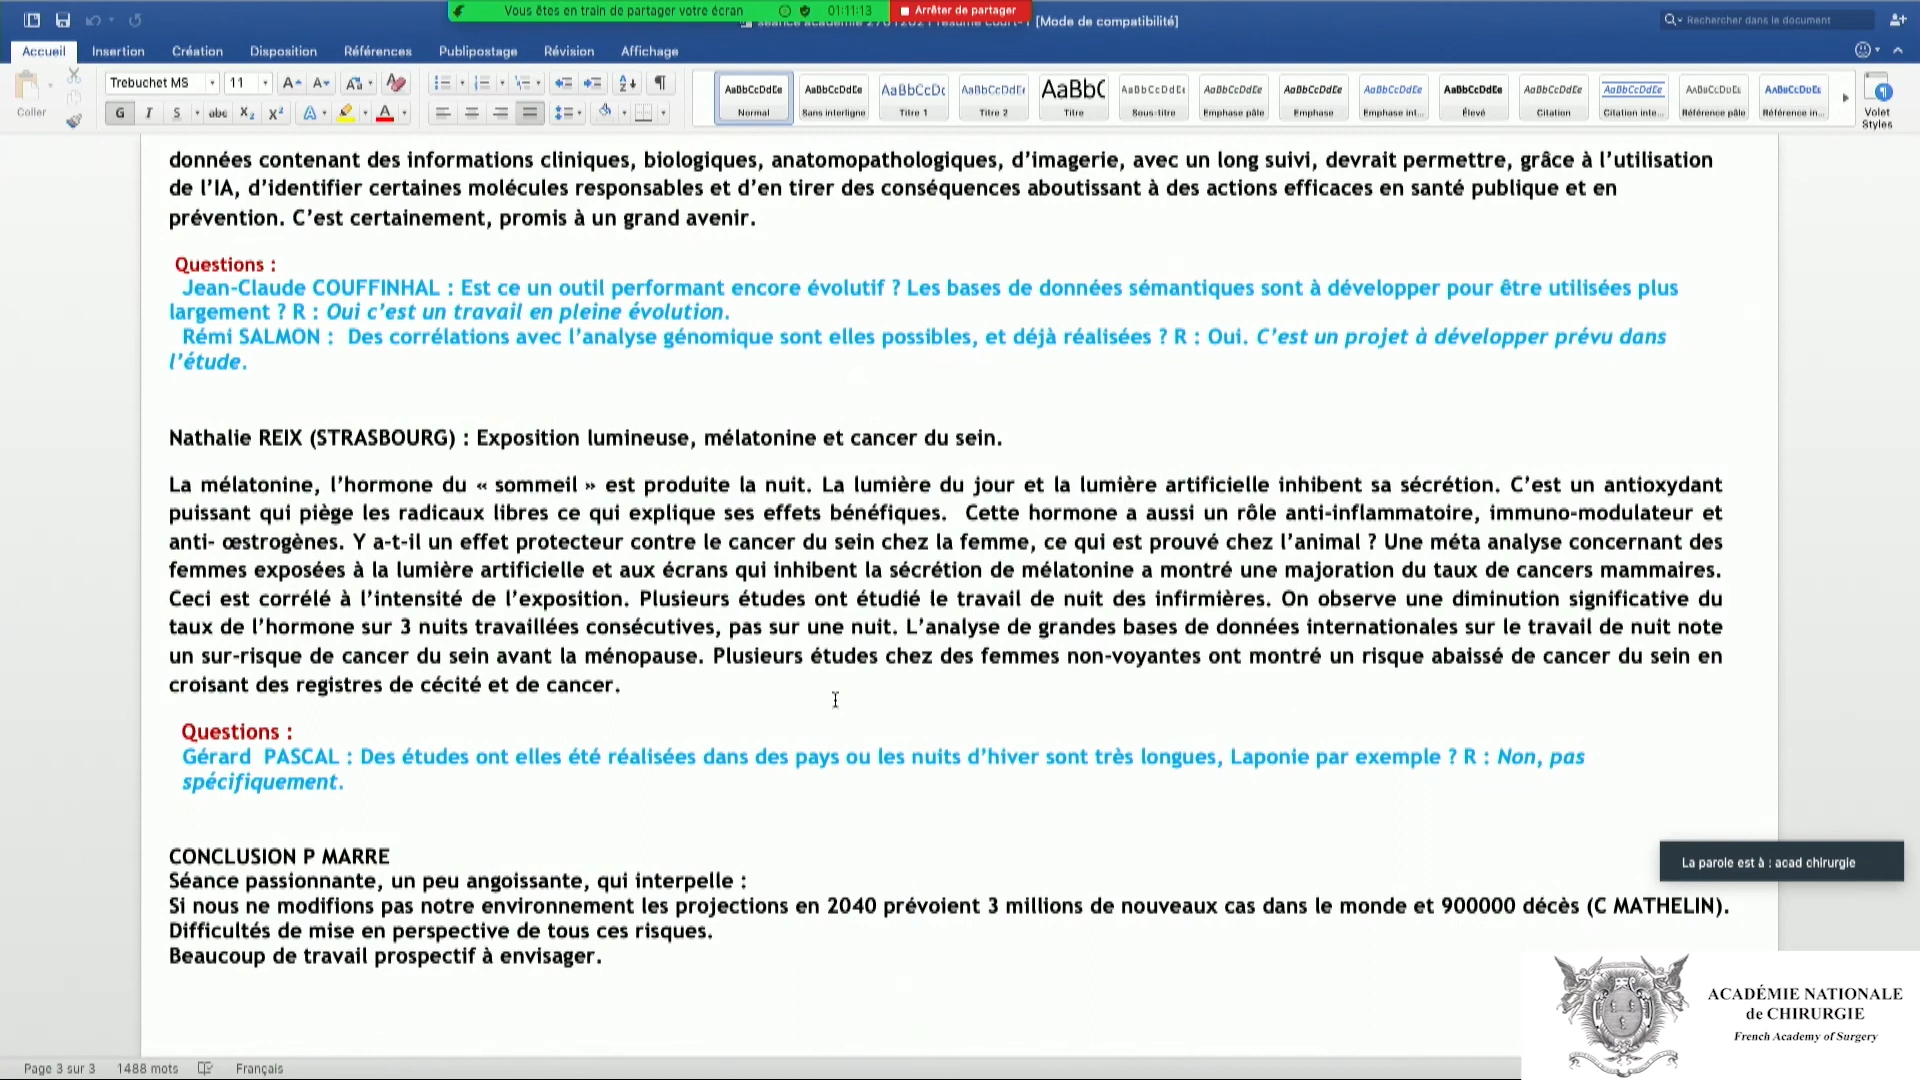 Vous êtes en train de partager votre écran 01:11:13 Arrêter de partager
[Mode de compatibilité]
Rechercher dans le document
Accueil Insertion Création Disposition Références Publipostage Révision Affichage
Coller
Trebuchet MS 11
G I S abc X₂ X²
AaBbCcDdEe AaBbCcDdEe AaBbCcDc AaBbCcDdEe AaBbC AaBbCcDdEe AaBbCcDdEe AaBbCcDdEe AaBbCcDdEe AaBbCcDdEe AaBbCcDdEe AaBbCcDdEe AaBbCcDdEe AaBbCcDdEe
Normal Sans interligne Titre 1 Titre 2 Titre Sous-titre Emphase pâle Emphase Emphase int... Élevé Citation Citation inte... Référence pâle Référence in...
Volet Styles
données contenant des informations cliniques, biologiques, anatomopathologiques, d’imagerie, avec un long suivi, devrait permettre, grâce à l’utilisation
de l’IA, d’identifier certaines molécules responsables et d’en tirer des conséquences aboutissant à des actions efficaces en santé publique et en
prévention. C’est certainement, promis à un grand avenir.
Questions :
Jean-Claude COUFFINHAL : Est ce un outil performant encore évolutif ? Les bases de données sémantiques sont à développer pour être utilisées plus
largement ? R : Oui c’est un travail en pleine évolution.
Rémi SALMON : Des corrélations avec l’analyse génomique sont elles possibles, et déjà réalisées ? R : Oui. C’est un projet à développer prévu dans
l’étude.
Nathalie REIX (STRASBOURG) : Exposition lumineuse, mélatonine et cancer du sein.
La mélatonine, l’hormone du « sommeil » est produite la nuit. La lumière du jour et la lumière artificielle inhibent sa sécrétion. C’est un antioxydant
puissant qui piège les radicaux libres ce qui explique ses effets bénéfiques. Cette hormone a aussi un rôle anti-inflammatoire, immuno-modulateur et
anti- œstrogènes. Y a-t-il un effet protecteur contre le cancer du sein chez la femme, ce qui est prouvé chez l’animal ? Une méta analyse concernant des
femmes exposées à la lumière artificielle et aux écrans qui inhibent la sécrétion de mélatonine a montré une majoration du taux de cancers mammaires.
Ceci est corrélé à l’intensité de l’exposition. Plusieurs études ont étudié le travail de nuit des infirmières. On observe une diminution significative du
taux de l’hormone sur 3 nuits travaillées consécutives, pas sur une nuit. L’analyse de grandes bases de données internationales sur le travail de nuit note
un sur-risque de cancer du sein avant la ménopause. Plusieurs études chez des femmes non-voyantes ont montré un risque abaissé de cancer du sein en
croisant des registres de cécité et de cancer.
Questions :
Gérard PASCAL : Des études ont elles été réalisées dans des pays ou les nuits d’hiver sont très longues, Laponie par exemple ? R : Non, pas
spécifiquement.
CONCLUSION P MARRE
Séance passionnante, un peu angoissante, qui interpelle :
Si nous ne modifions pas notre environnement les projections en 2040 prévoient 3 millions de nouveaux cas dans le monde et 900000 décès (C MATHELIN).
Difficultés de mise en perspective de tous ces risques.
Beaucoup de travail prospectif à envisager.
La parole est à : acad chirurgie
ACADÉMIE NATIONALE
de CHIRURGIE
French Academy of Surgery
Page 3 sur 3 1488 mots Français